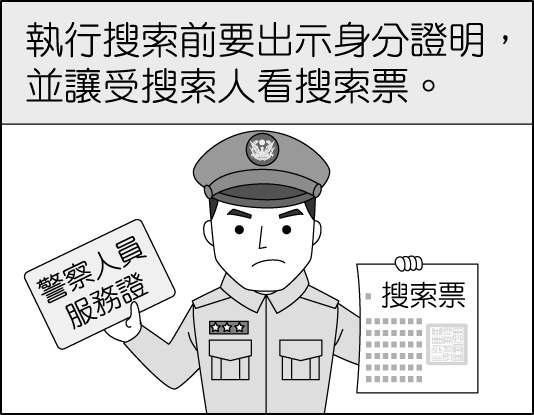 執行搜索前要出示身分證明，
並讓受搜索人看搜索票。
警察人員
服務證
搜索票